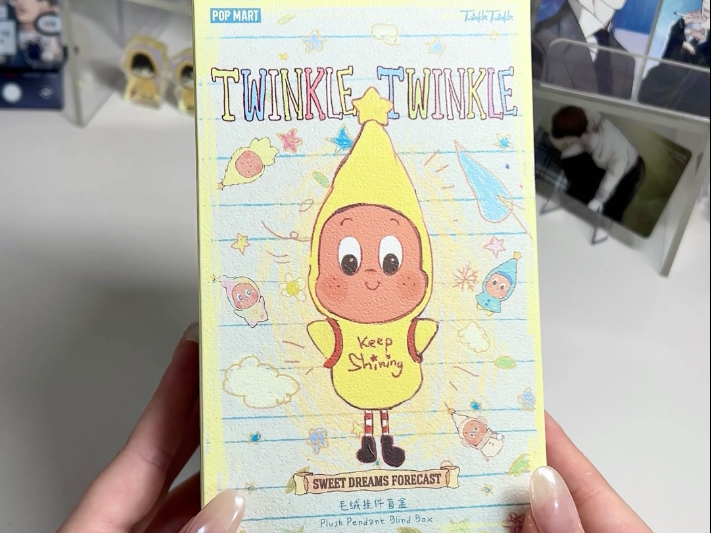 POP MART
Twinkle Twinkle
TWINKLE TWINKLE
Keep
Shining
SWEET DREAMS FORECAST
毛绒挂件盲盒
Plush Pendant Blind Box